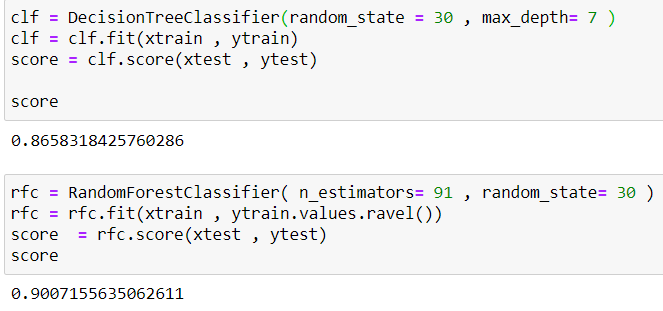 clf = DecisionTreeClassifier(random_state = 30 , max_depth= 7 )
clf = clf.fit(xtrain , ytrain)
score = clf.score(xtest , ytest)
score
0.8658318425760286
rfc = RandomForestClassifier( n_estimators= 91 , random_state= 30 )
rfc = rfc.fit(xtrain , ytrain.values.ravel())
score  = rfc.score(xtest , ytest)
score
0.9007155635062611